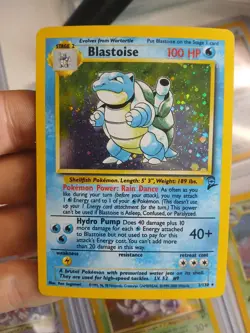 Evolves from Wartortle
Put Blastoise on the Stage 1 card
STAGE 2
Blastoise
100 HP
Shellfish Pokémon. Length: 5' 3", Weight: 189 lbs.
Pokémon Power: Rain Dance As often as you
like during your turn (before your attack), you may attach
1 Energy card to 1 of your Pokémon. (This doesn't
use up your 1 Energy card attachment for the turn.) This power
can't be used if Blastoise is Asleep, Confused, or Paralyzed.
Hydro Pump Does 40 damage plus 10
more damage for each Energy attached to
Blastoise but not used to pay for this attack's
Energy cost. You can't add more than 20
damage in this way.
40+
weakness
resistance
retreat cost
A brutal Pokémon with pressurized water jets on its shell.
They are used for high-speed tackles.
LV. 52
Illus. Ken Sugimori